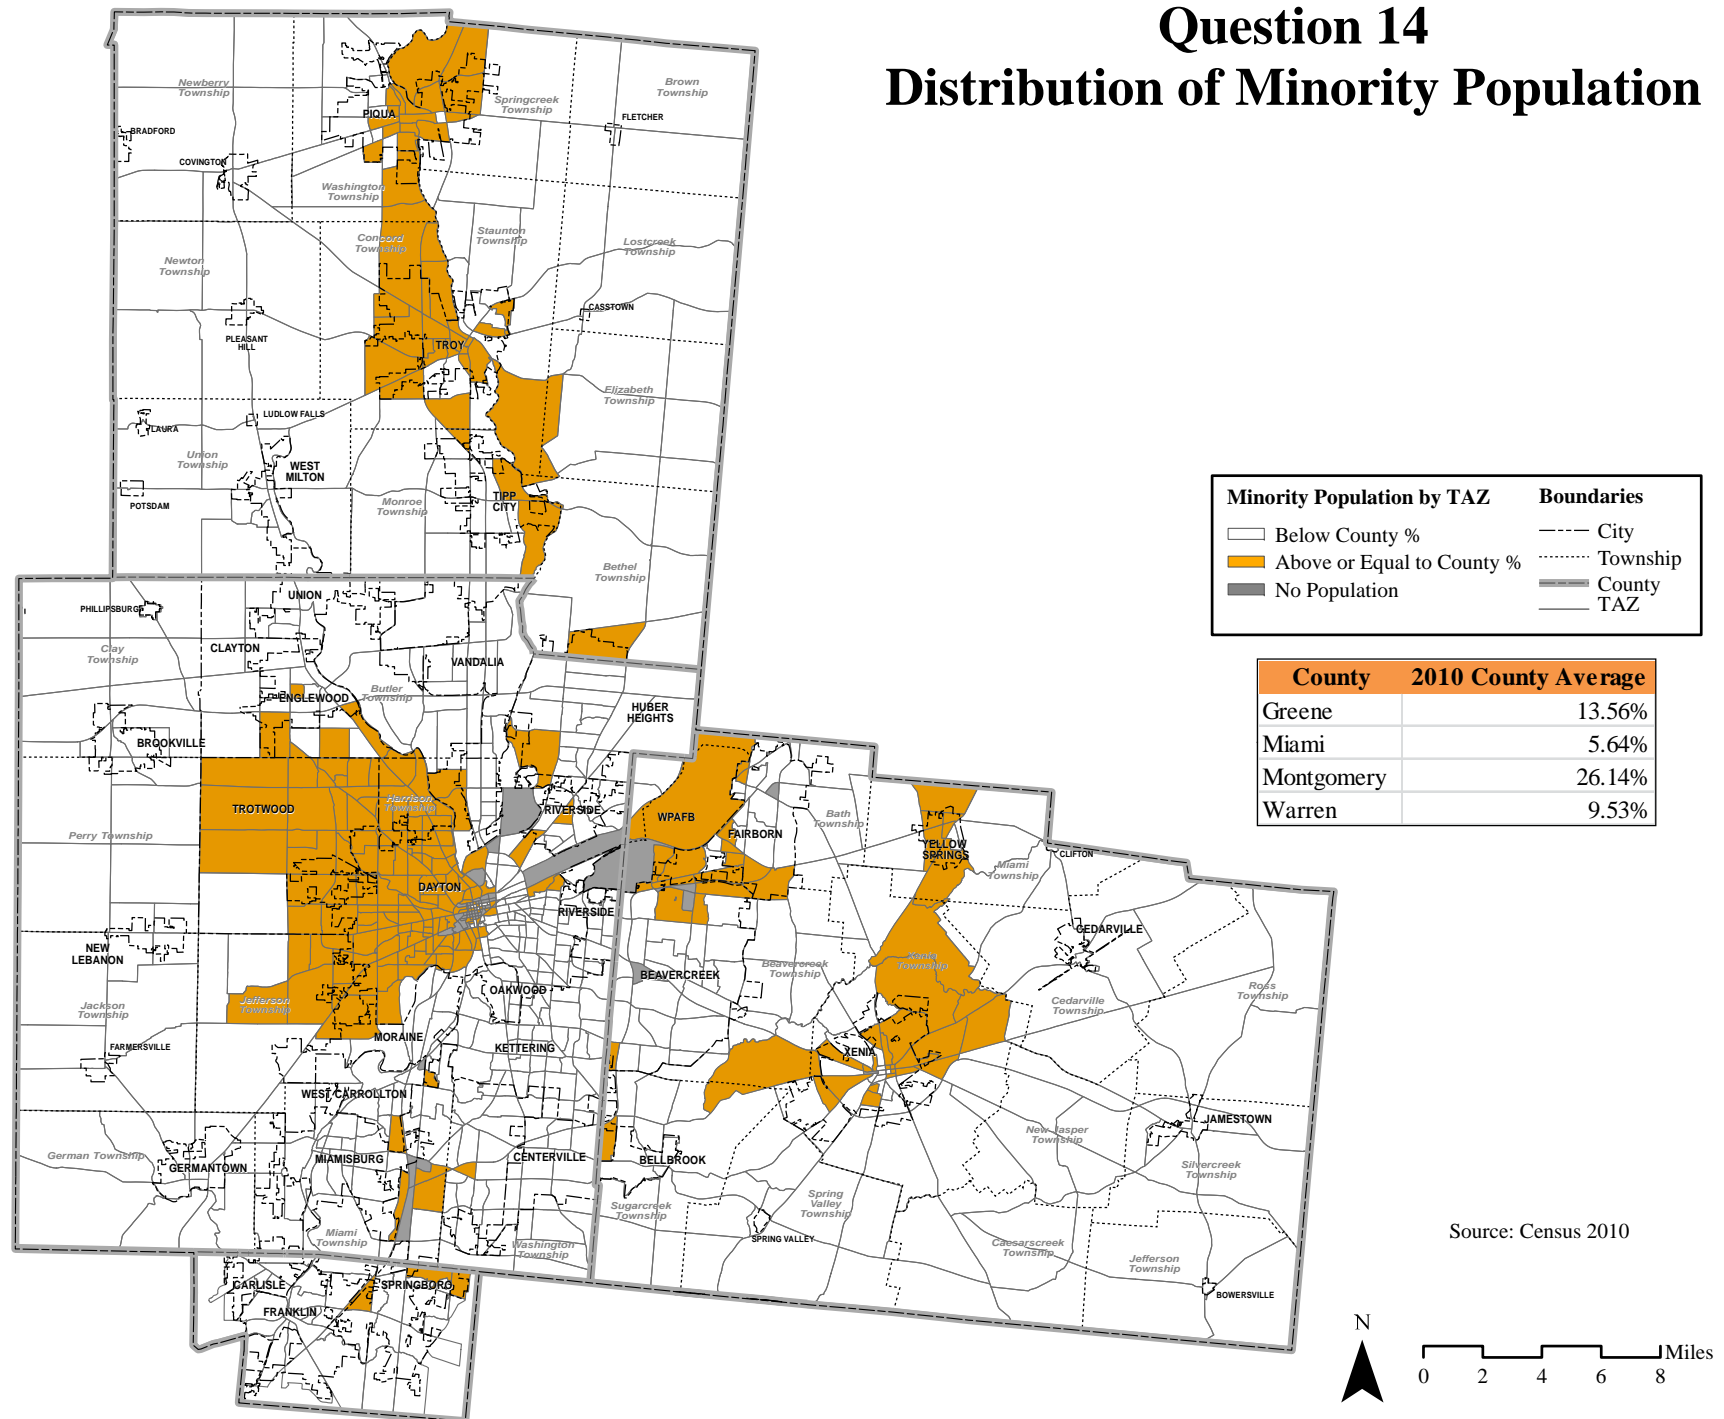 Question 14
Distribution of Minority Population
Newberry
Township
Brown
Township
Springcreek
Township
PIQUA
FLETCHER
BRADFORD
COVINGTON
Washington
Township
Staunton
Township
Concord
Township
Lostcreek
Township
Newton
Township
CASSTOWN
PLEASANT
HILL
TROY
Elizabeth
Township
LUDLOW FALLS
LAURA
Union
Township
WEST
MILTON
POTSDAM
Monroe
Township
TIPP
CITY
Bethel
Township
Minority Population by TAZ
Below County %
Above or Equal to County %
No Population
Boundaries
City
Township
County
TAZ
PHILLIPSBURG
UNION
Clay
Township
CLAYTON
VANDALIA
ENGLEWOOD
Butler
Township
HUBER
HEIGHTS
BROOKVILLE
County 2010 County Average
Greene 13.56%
Miami 5.64%
Montgomery 26.14%
Warren 9.53%
TROTWOOD
Harrison
Township
RIVERSIDE
WPAFB
FAIRBORN
Bath
Township
Perry Township
YELLOW
SPRINGS
CLIFTON
Miami
Township
DAYTON
RIVERSIDE
NEW
LEBANON
CEDARVILLE
BEAVERCREEK
Beavercreek
Township
Xenia
Township
OAKWOOD
Jackson
Township
Jefferson
Township
Cedarville
Township
Ross
Township
MORAINE
FARMERSVILLE
KETTERING
XENIA
WEST CARROLLTON
JAMESTOWN
New Jasper
Township
German Township
GERMANTOWN
MIAMISBURG
CENTERVILLE
BELLBROOK
Silvercreek
Township
Sugarcreek
Township
Spring
Valley
Township
SPRING VALLEY
Miami
Township
Washington
Township
Caesarscreek
Township
Jefferson
Township
BOWERSVILLE
Source: Census 2010
CARLISLE
SPRINGBORO
FRANKLIN
N
Miles
0 2 4 6 8